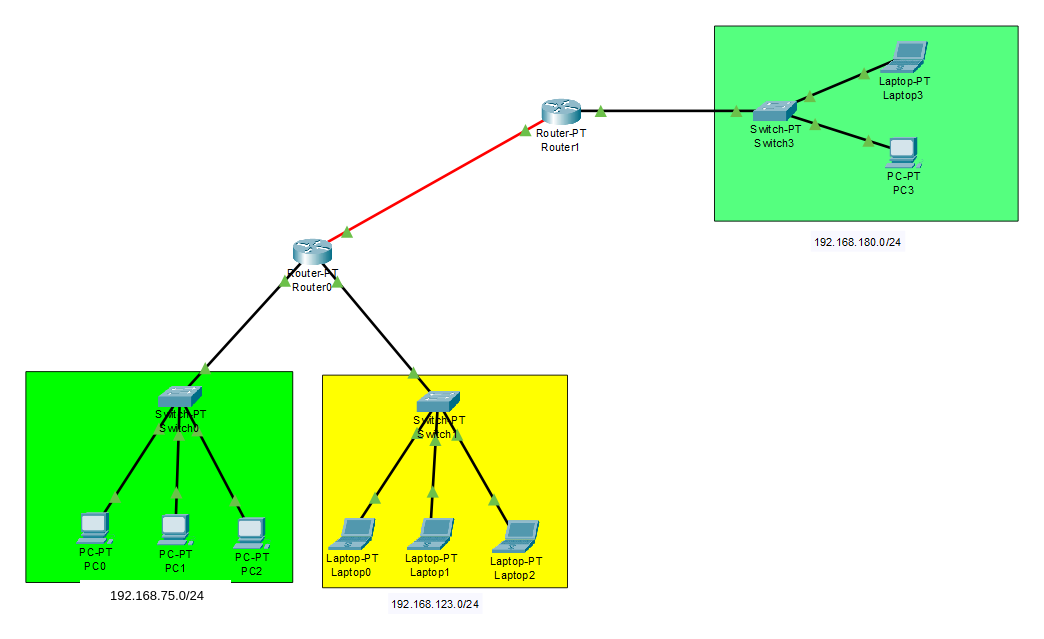 Laptop-PT
Laptop3
Router-PT
Router1
Switch-PT
Switch3
PC-PT
PC3
192.168.180.0/24
Router-PT
Router0
Switch-PT
Switch0
Switch-PT
Switch1
PC-PT
PC0
PC-PT
PC1
PC-PT
PC2
Laptop-PT
Laptop0
Laptop-PT
Laptop1
Laptop-PT
Laptop2
192.168.75.0/24
192.168.123.0/24